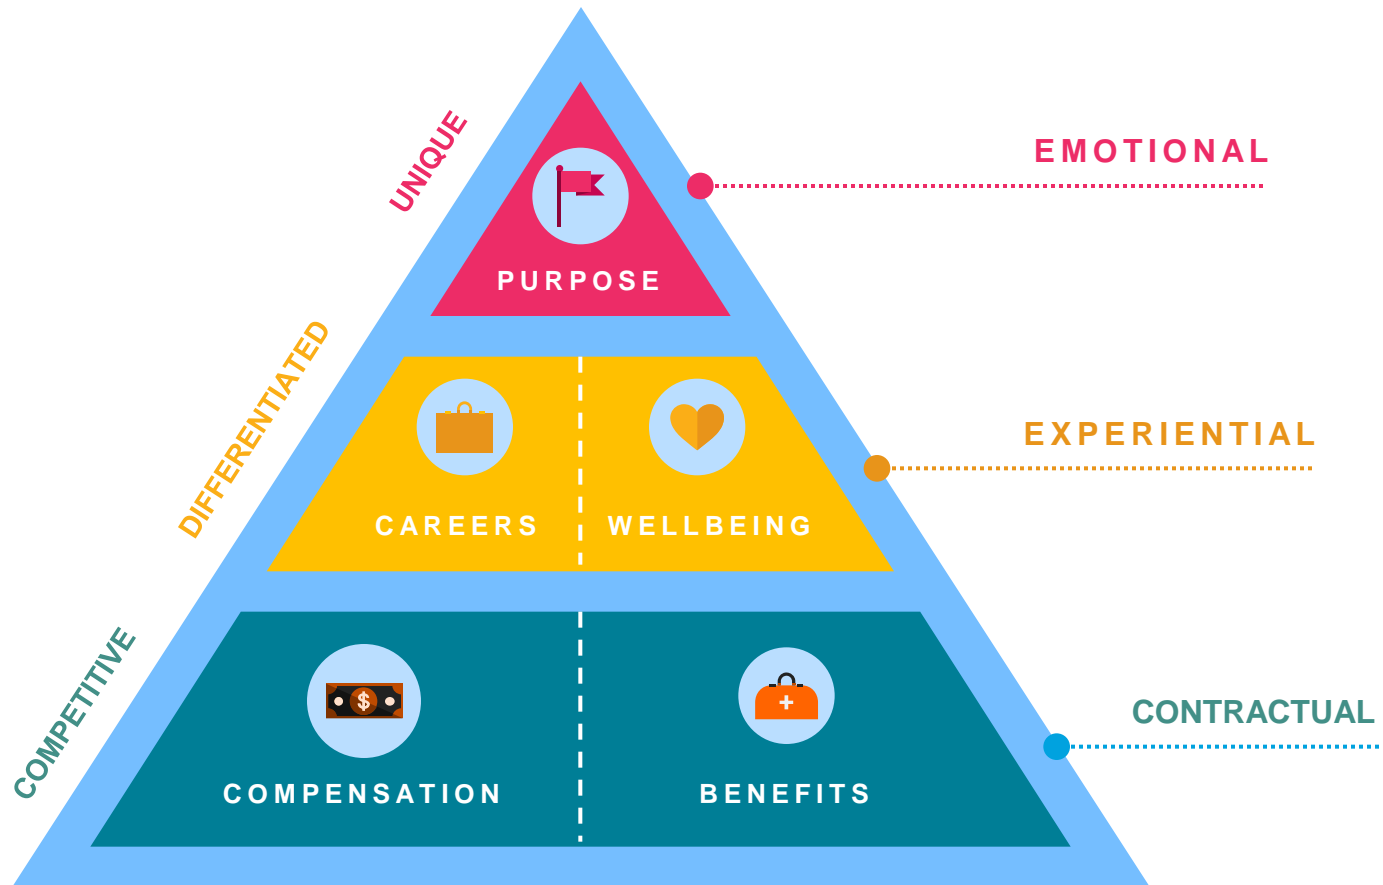 UNIQUE
EMOTIONAL
PURPOSE
DIFFERENTIATED
EXPERIENTIAL
CAREERS
WELLBEING
COMPETITIVE
CONTRACTUAL
$
COMPENSATION
BENEFITS